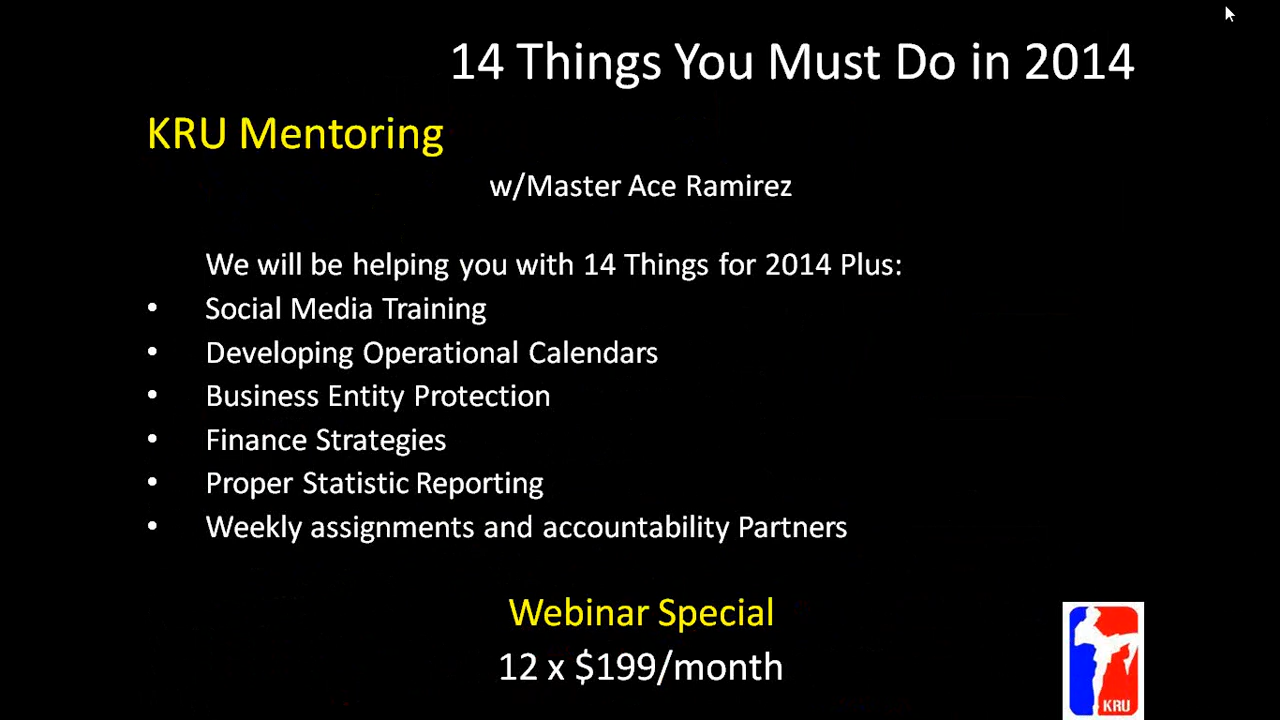 14 Things You Must Do in 2014
KRU Mentoring
w/Master Ace Ramirez
We will be helping you with 14 Things for 2014 Plus:
• Social Media Training
• Developing Operational Calendars
• Business Entity Protection
• Finance Strategies
• Proper Statistic Reporting
• Weekly assignments and accountability Partners
Webinar Special
12 x $199/month
KRU